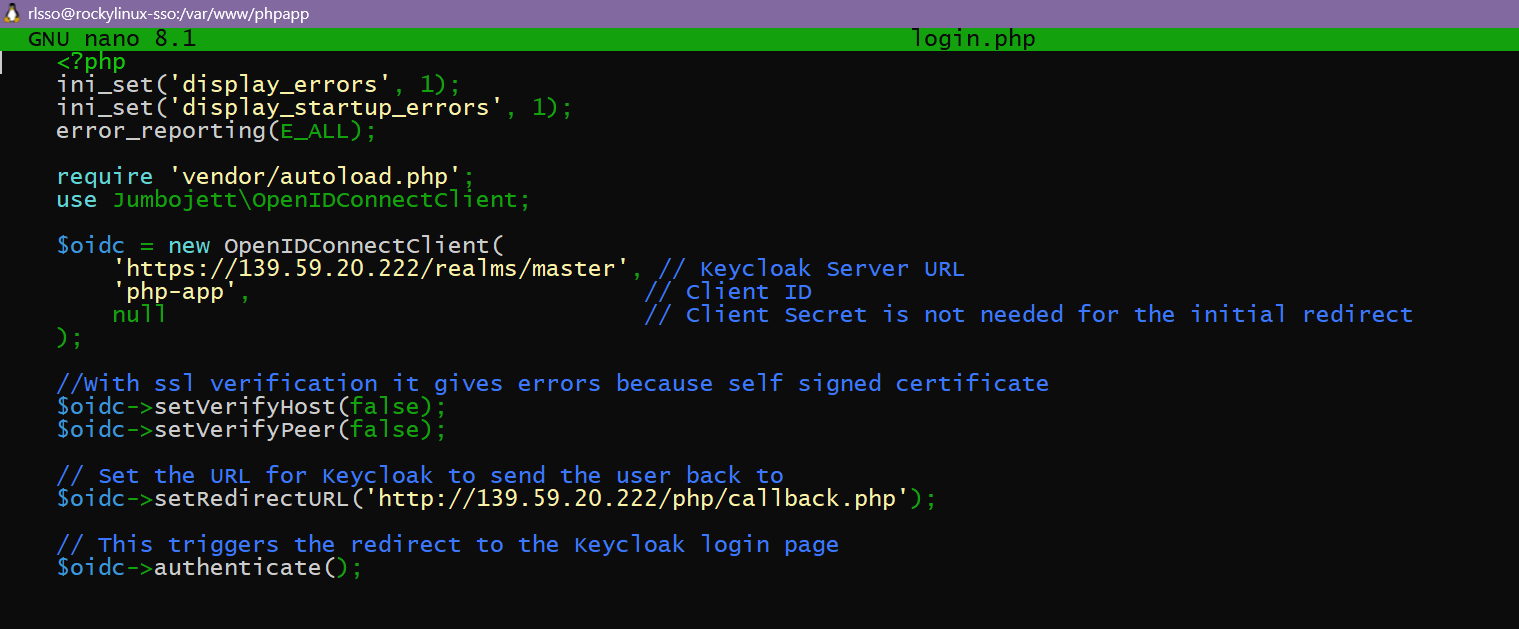 rlsso@rockylinux-sso:/var/www/phpapp
GNU nano 8.1 login.php
<?php
ini_set('display_errors', 1);
ini_set('display_startup_errors', 1);
error_reporting(E_ALL);
require 'vendor/autoload.php';
use Jumbojett\OpenIDConnectClient;
$oidc = new OpenIDConnectClient(
'https://139.59.20.222/realms/master', // Keycloak Server URL
'php-app', // Client ID
null // Client Secret is not needed for the initial redirect
);
//With ssl verification it gives errors because self signed certificate
$oidc->setVerifyHost(false);
$oidc->setVerifyPeer(false);
// Set the URL for Keycloak to send the user back to
$oidc->setRedirectURL('http://139.59.20.222/php/callback.php');
// This triggers the redirect to the Keycloak login page
$oidc->authenticate();